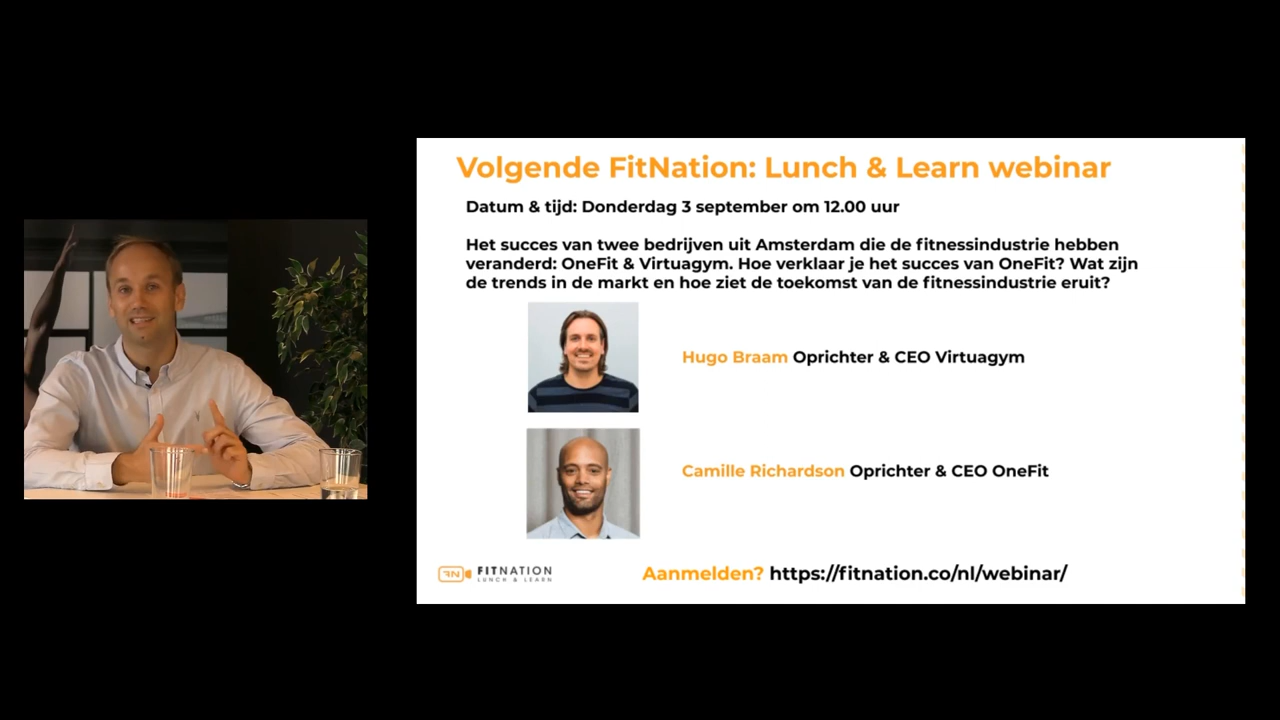 Volgende FitNation: Lunch & Learn webinar
Datum & tijd: Donderdag 3 september om 12.00 uur
Het succes van twee bedrijven uit Amsterdam die de fitnessindustrie hebben
veranderd: OneFit & Virtuagym. Hoe verklaar je het succes van OneFit? Wat zijn
de trends in de markt en hoe ziet de toekomst van de fitnessindustrie eruit?
Hugo Braam Oprichter & CEO Virtuagym
Camille Richardson Oprichter & CEO OneFit
FN FITNATION
LUNCH & LEARN
Aanmelden? https://fitnation.co/nl/webinar/